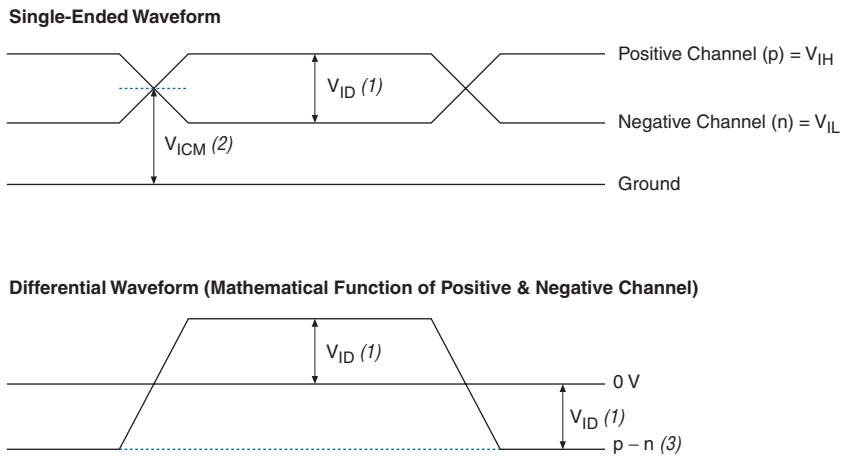 Single-Ended Waveform
Positive Channel (p) = VIH
VID (1)
Negative Channel (n) = VIL
VICM (2)
Ground
Differential Waveform (Mathematical Function of Positive & Negative Channel)
VID (1)
0 V
VID (1)
p − n (3)